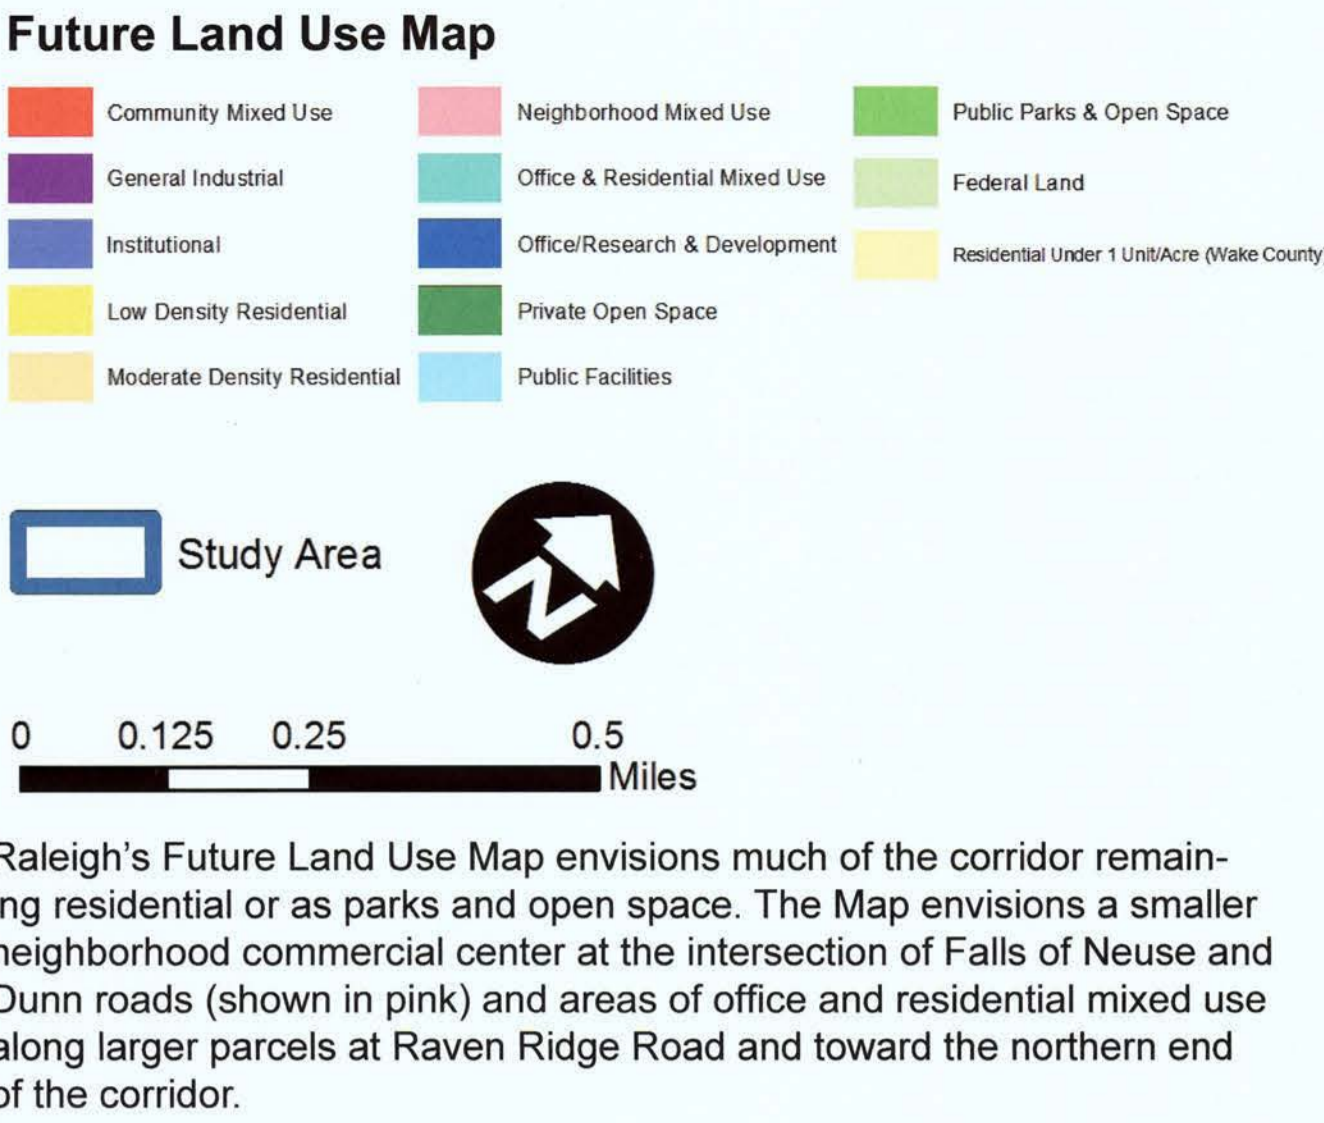 Future Land Use Map
Community Mixed Use
General Industrial
Institutional
Low Density Residential
Moderate Density Residential
Neighborhood Mixed Use
Office & Residential Mixed Use
Office/Research & Development
Private Open Space
Public Facilities
Public Parks & Open Space
Federal Land
Residential Under 1 Unit/Acre (Wake County)
Study Area
N
0 0.125 0.25 0.5
Miles
Raleigh's Future Land Use Map envisions much of the corridor remain-
ing residential or as parks and open space. The Map envisions a smaller
neighborhood commercial center at the intersection of Falls of Neuse and
Dunn roads (shown in pink) and areas of office and residential mixed use
along larger parcels at Raven Ridge Road and toward the northern end
of the corridor.